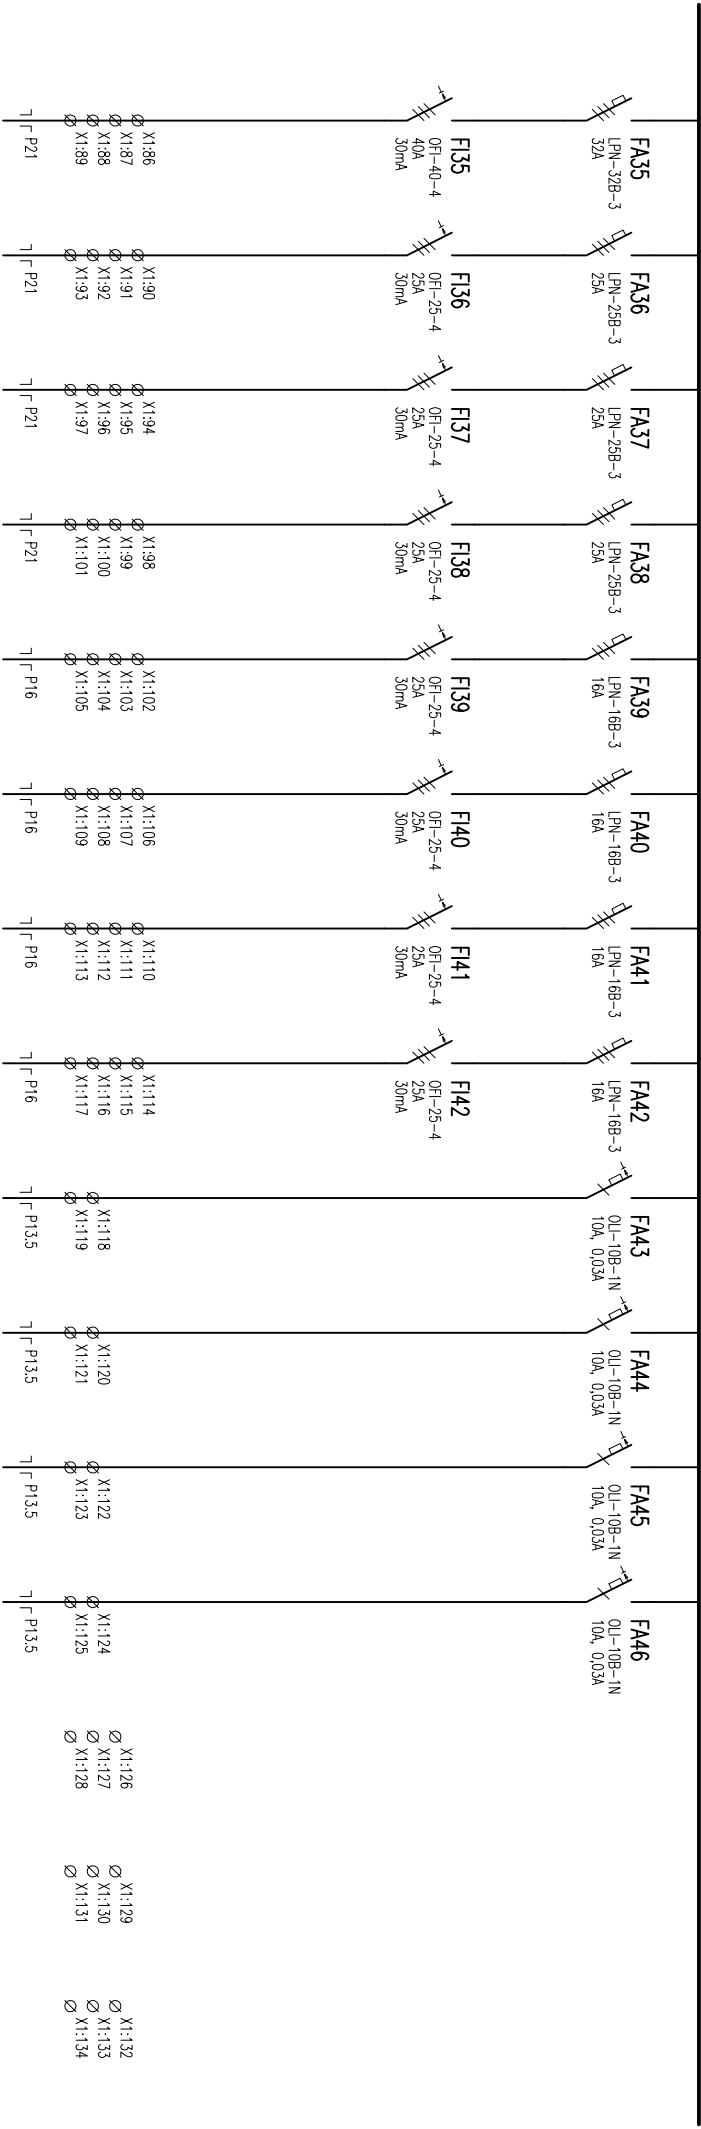 FA35
LPN-32B-3
32A
FI35
OFI-40-4
40A
30mA
X1:86
X1:87
X1:88
X1:89
P21
FA36
LPN-25B-3
25A
FI36
OFI-25-4
25A
30mA
X1:90
X1:91
X1:92
X1:93
P21
FA37
LPN-25B-3
25A
FI37
OFI-25-4
25A
30mA
X1:94
X1:95
X1:96
X1:97
P21
FA38
LPN-25B-3
25A
FI38
OFI-25-4
25A
30mA
X1:98
X1:99
X1:100
X1:101
P21
FA39
LPN-16B-3
16A
FI39
OFI-25-4
25A
30mA
X1:102
X1:103
X1:104
X1:105
P16
FA40
LPN-16B-3
16A
FI40
OFI-25-4
25A
30mA
X1:106
X1:107
X1:108
X1:109
P16
FA41
LPN-16B-3
16A
FI41
OFI-25-4
25A
30mA
X1:110
X1:111
X1:112
X1:113
P16
FA42
LPN-16B-3
16A
FI42
OFI-25-4
25A
30mA
X1:114
X1:115
X1:116
X1:117
P16
FA43
OLI-10B-1N
10A, 0,03A
X1:118
X1:119
P13.5
FA44
OLI-10B-1N
10A, 0,03A
X1:120
X1:121
P13.5
FA45
OLI-10B-1N
10A, 0,03A
X1:122
X1:123
P13.5
FA46
OLI-10B-1N
10A, 0,03A
X1:124
X1:125
P13.5
X1:126
X1:127
X1:128
X1:129
X1:130
X1:131
X1:132
X1:133
X1:134